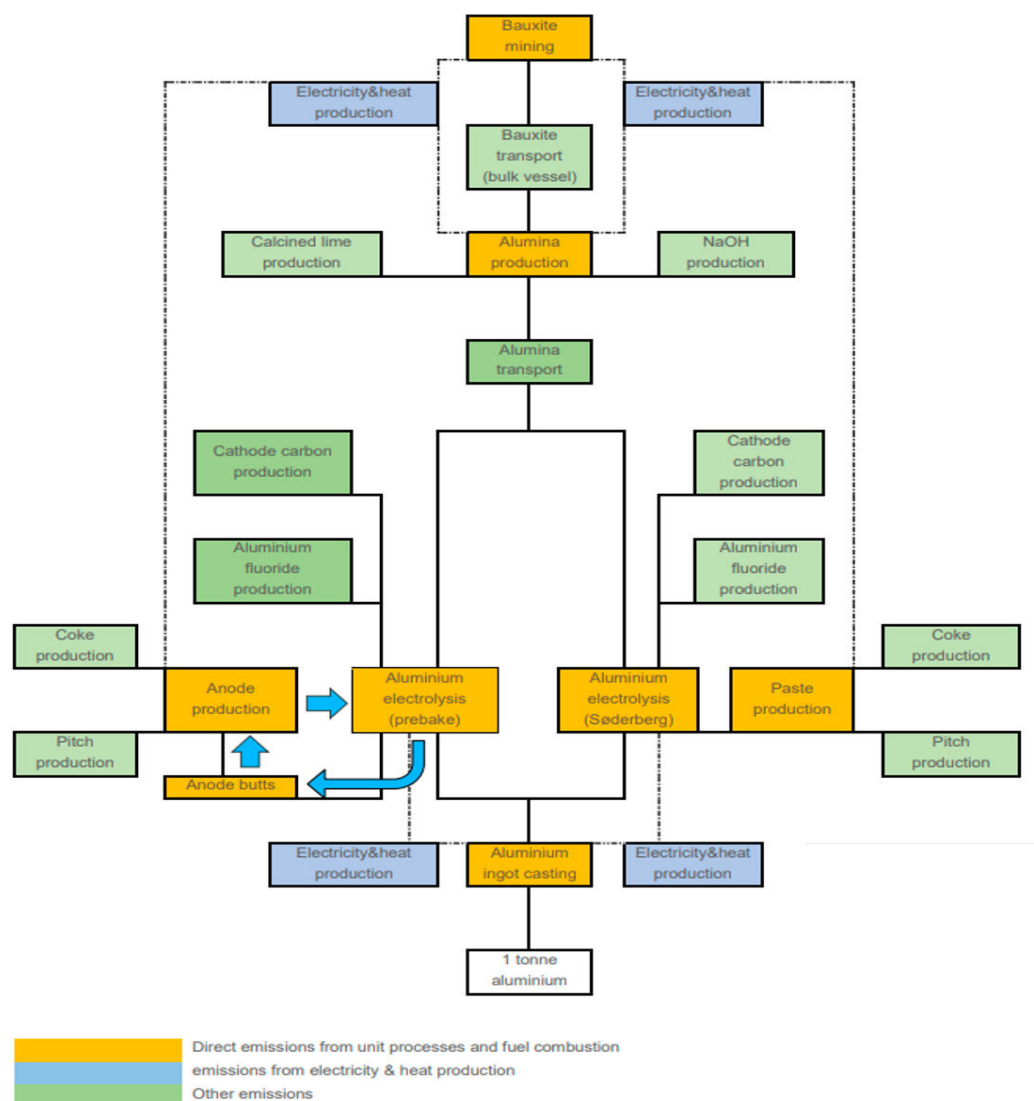 Bauxite
mining
Electricity&heat
production
Electricity&heat
production
Bauxite
transport
(bulk vessel)
Calcined lime
production
Alumina
production
NaOH
production
Alumina
transport
Cathode carbon
production
Cathode
carbon
production
Aluminium
fluoride
production
Aluminium
fluoride
production
Coke
production
Coke
production
Anode
production
Aluminium
electrolysis
(prebake)
Aluminium
electrolysis
(Søderberg)
Paste
production
Pitch
production
Pitch
production
Anode butts
Electricity&heat
production
Aluminium
ingot casting
Electricity&heat
production
1 tonne
aluminium
Direct emissions from unit processes and fuel combustion
emissions from electricity & heat production
Other emissions